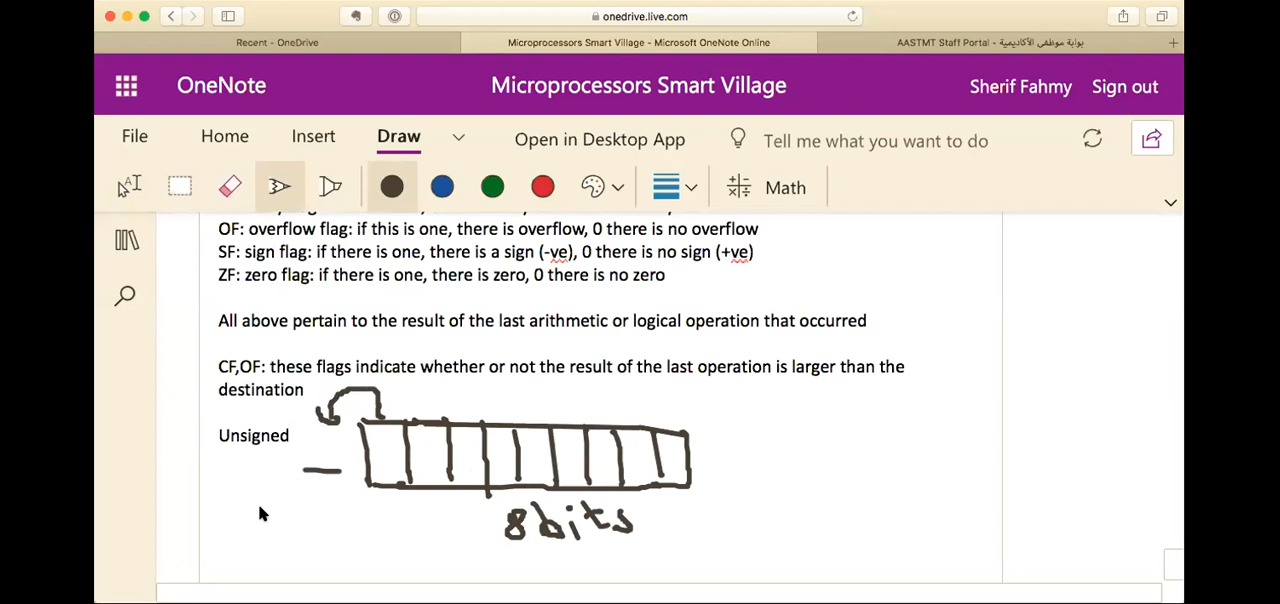 onedrive.live.com
Recent - OneDrive
Microprocessors Smart Village - Microsoft OneNote Online
AASTMT Staff Portal - بوابة موظفى الأكاديمية
OneNote
Microprocessors Smart Village
Sherif Fahmy
Sign out
File
Home
Insert
Draw
Open in Desktop App
Tell me what you want to do
Math
OF: overflow flag: if this is one, there is overflow, 0 there is no overflow
SF: sign flag: if there is one, there is a sign (-ve), 0 there is no sign (+ve)
ZF: zero flag: if there is one, there is zero, 0 there is no zero
All above pertain to the result of the last arithmetic or logical operation that occurred
CF,OF: these flags indicate whether or not the result of the last operation is larger than the
destination
Unsigned
8bits